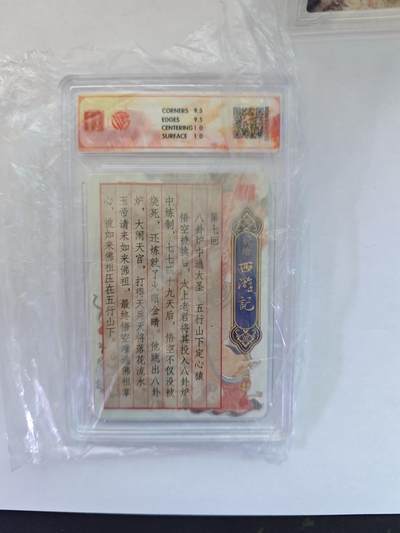 CORNERS 9.5
EDGES 9.5
CENTERING 10
SURFACE 10
西游記
第七回
八卦炉中逃大圣 五行山下定心猿
悟空被擒后，太上老君将其投入八卦炉
中炼制，七七四十九天后，悟空不仅没被
烧死，还炼就了火眼金睛。他跳出八卦
炉，大闹天宫，打得天兵天将落花流水。
玉帝请来如来佛祖，最终悟空难逃佛祖掌
心，被如来佛祖压在五行山下。